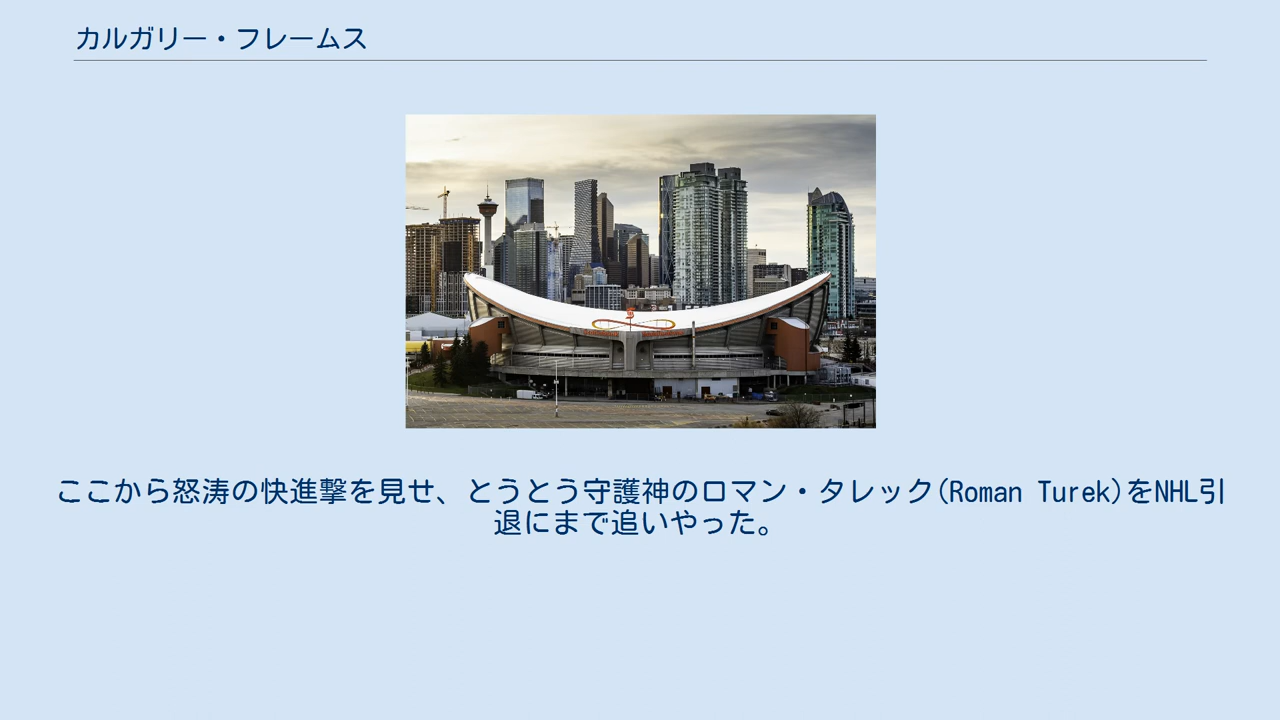 カルガリー・フレームス
ここから怒涛の快進撃を見せ、とうとう守護神のロマン・タレック(Roman Turek)をNHL引
退にまで追いやった。